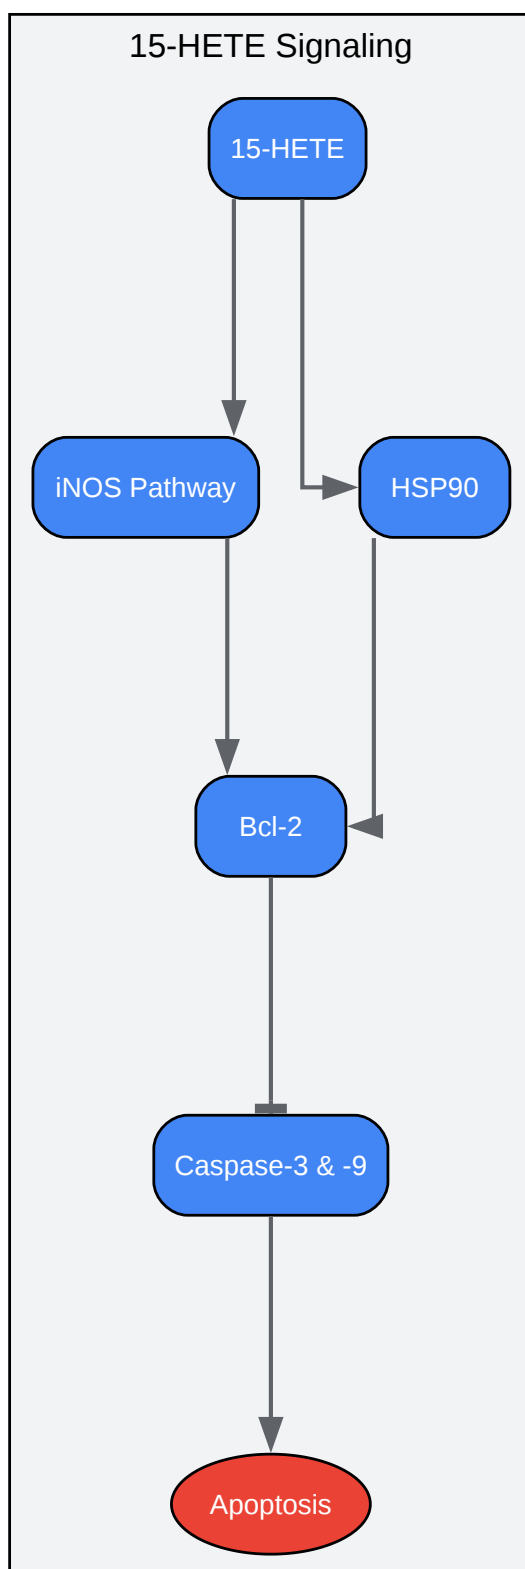 15-HETE Signaling
15-HETE
iNOS Pathway
HSP90
Bcl-2
Caspase-3 & -9
Apoptosis